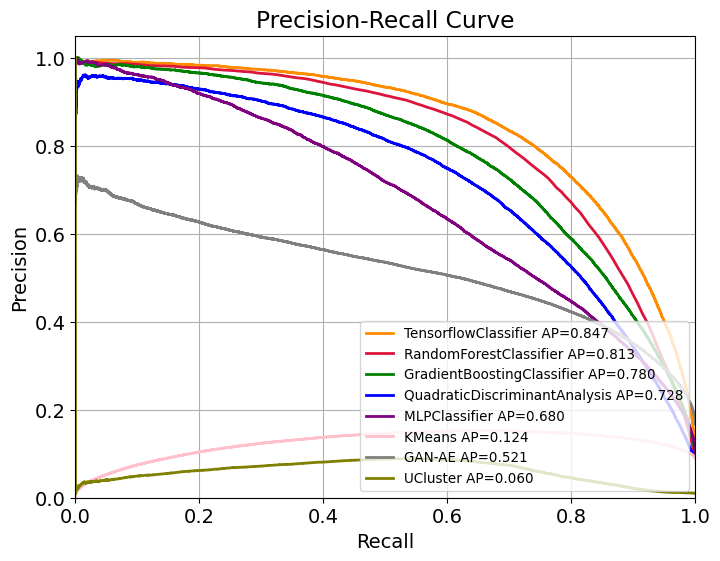 Precision-Recall Curve
Precision
1.0
0.8
0.6
0.4
0.2
0.0
TensorflowClassifier AP=0.847
RandomForestClassifier AP=0.813
GradientBoostingClassifier AP=0.780
QuadraticDiscriminantAnalysis AP=0.728
MLPClassifier AP=0.680
KMeans AP=0.124
GAN-AE AP=0.521
UCluster AP=0.060
0.0 0.2 0.4 0.6 0.8 1.0
Recall